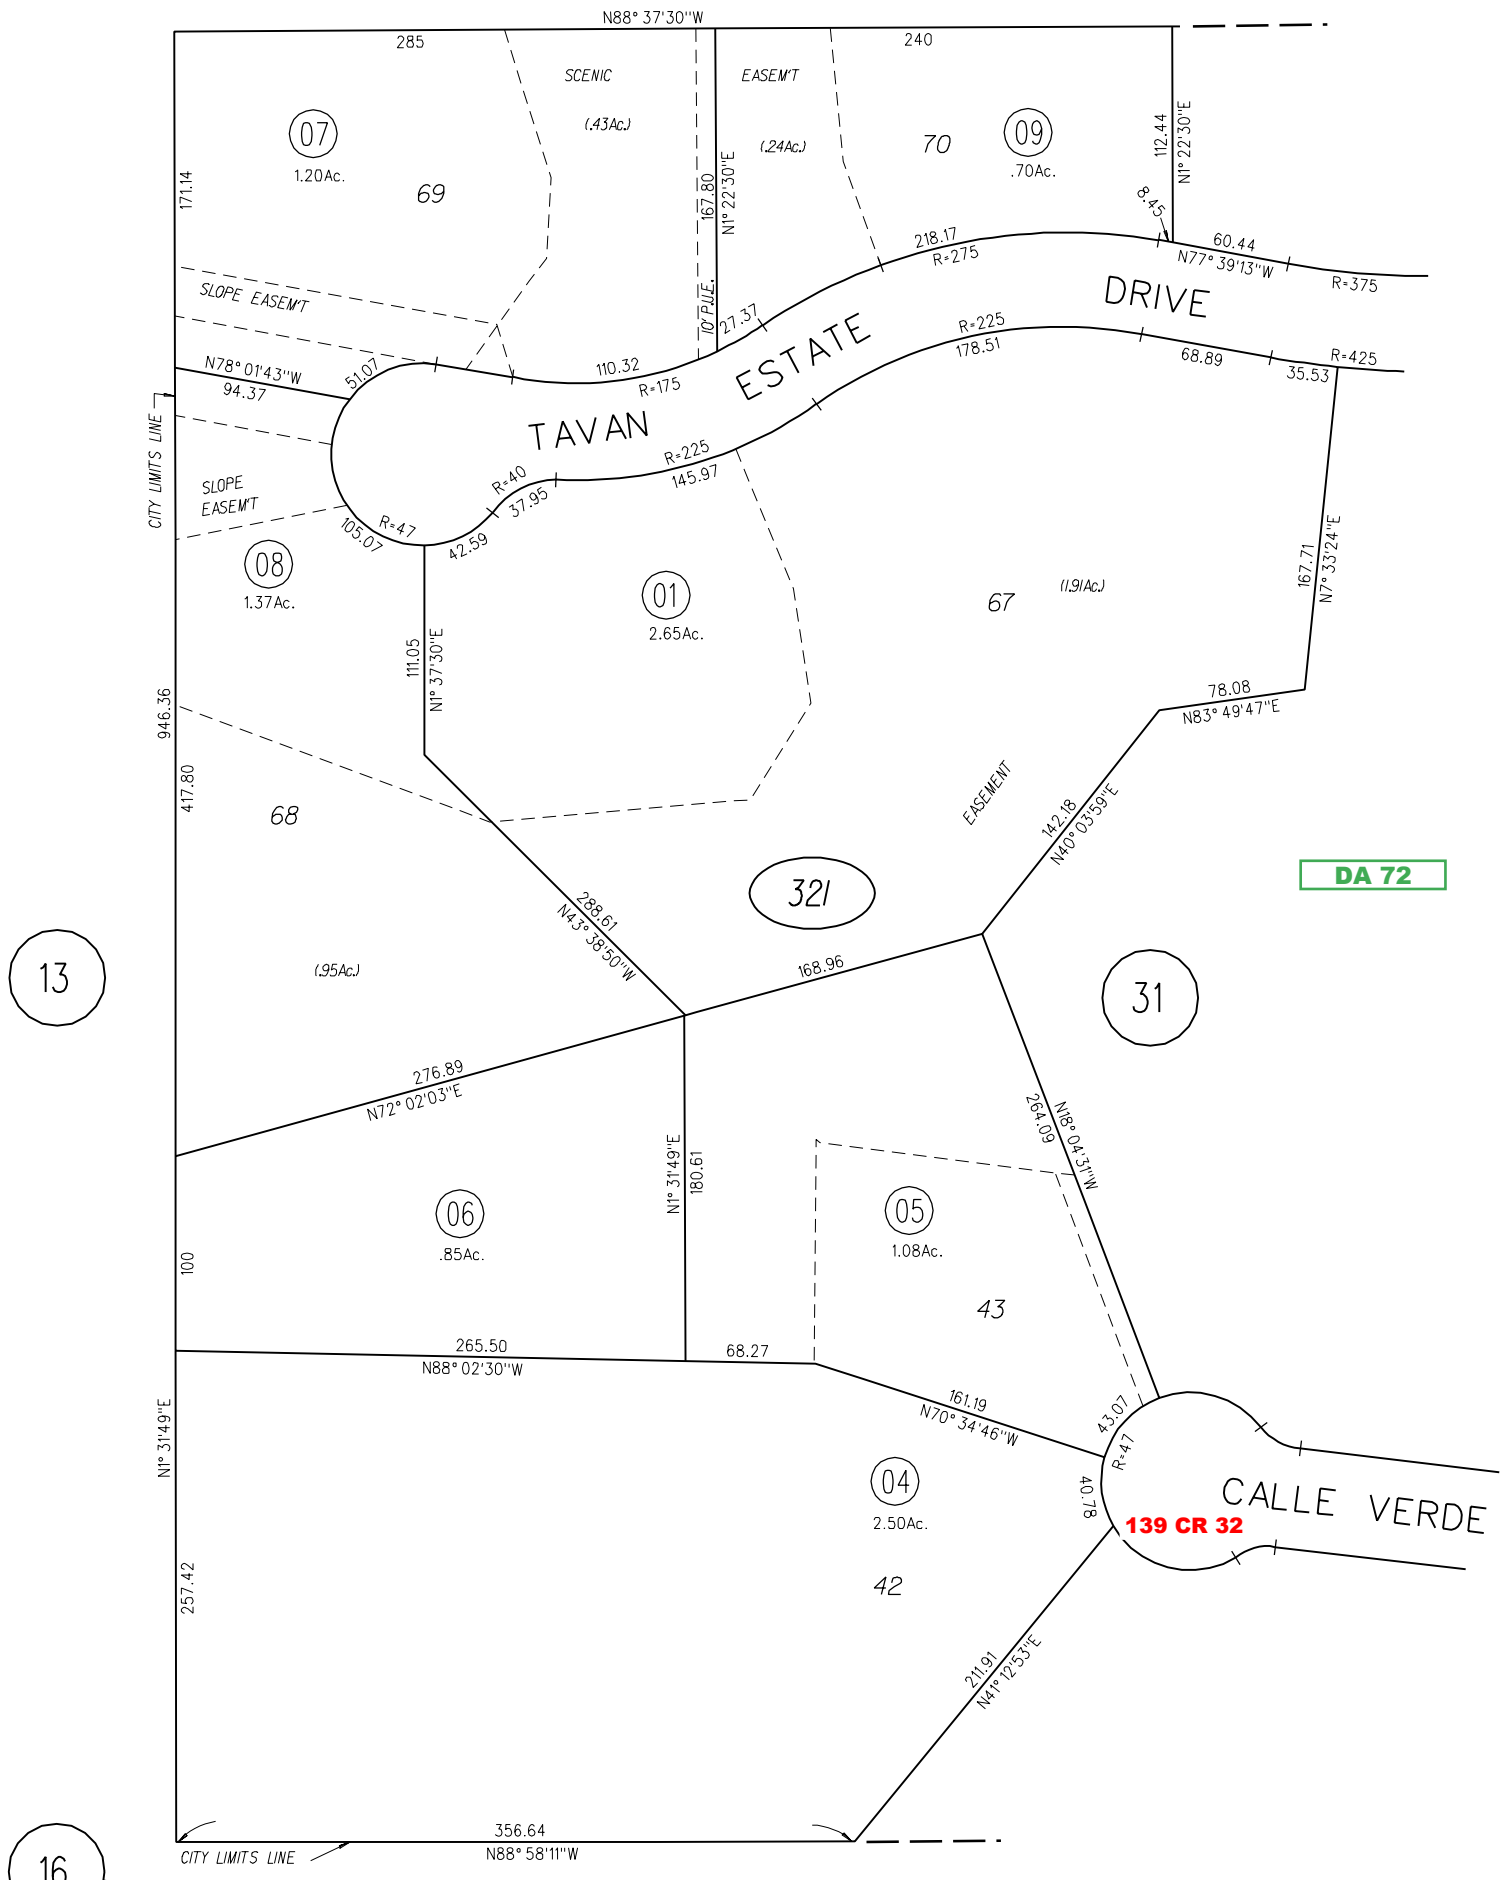 N88° 37'30"W
285
240
SCENIC
EASEM'T
(.43Ac.)
(.24Ac.)
07
1.20Ac.
69
70
09
.70Ac.
112.44
N1° 22'30"E
171.14
167.80
N1° 22'30"E
8.45
218.17
R=275
60.44
N77° 39'13"W
R=375
SLOPE EASEM'T
10' P.U.E.
27.37
DRIVE
ESTATE
TAVAN
R=225
178.51
68.89
R=425
35.53
N78° 01'43"W
94.37
51.07
110.32
R=175
CITY LIMITS LINE
SLOPE
EASEM'T
R=225
145.97
R=40
37.95
R=47
105.07
42.59
08
1.37Ac.
01
2.65Ac.
67
(1.91Ac.)
167.71
N7° 33'24"E
111.05
N1° 37'30"E
78.08
N83° 49'47"E
946.36
417.80
68
EASEMENT
142.18
N40° 03'59"E
321
DA 72
288.61
N43° 38'50"W
13
(.95Ac.)
168.96
31
276.89
N72° 02'03"E
264.09
N18° 04'31"W
N1° 31'49"E
180.61
06
.85Ac.
05
1.08Ac.
100
43
265.50
N88° 02'30"W
68.27
161.19
N70° 34'46"W
43.07
R=47
40.78
N1° 31'49"E
04
2.50Ac.
CALLE VERDE
139 CR 32
257.42
42
211.91
N41° 12'53"E
356.64
N88° 58'11"W
CITY LIMITS LINE
16